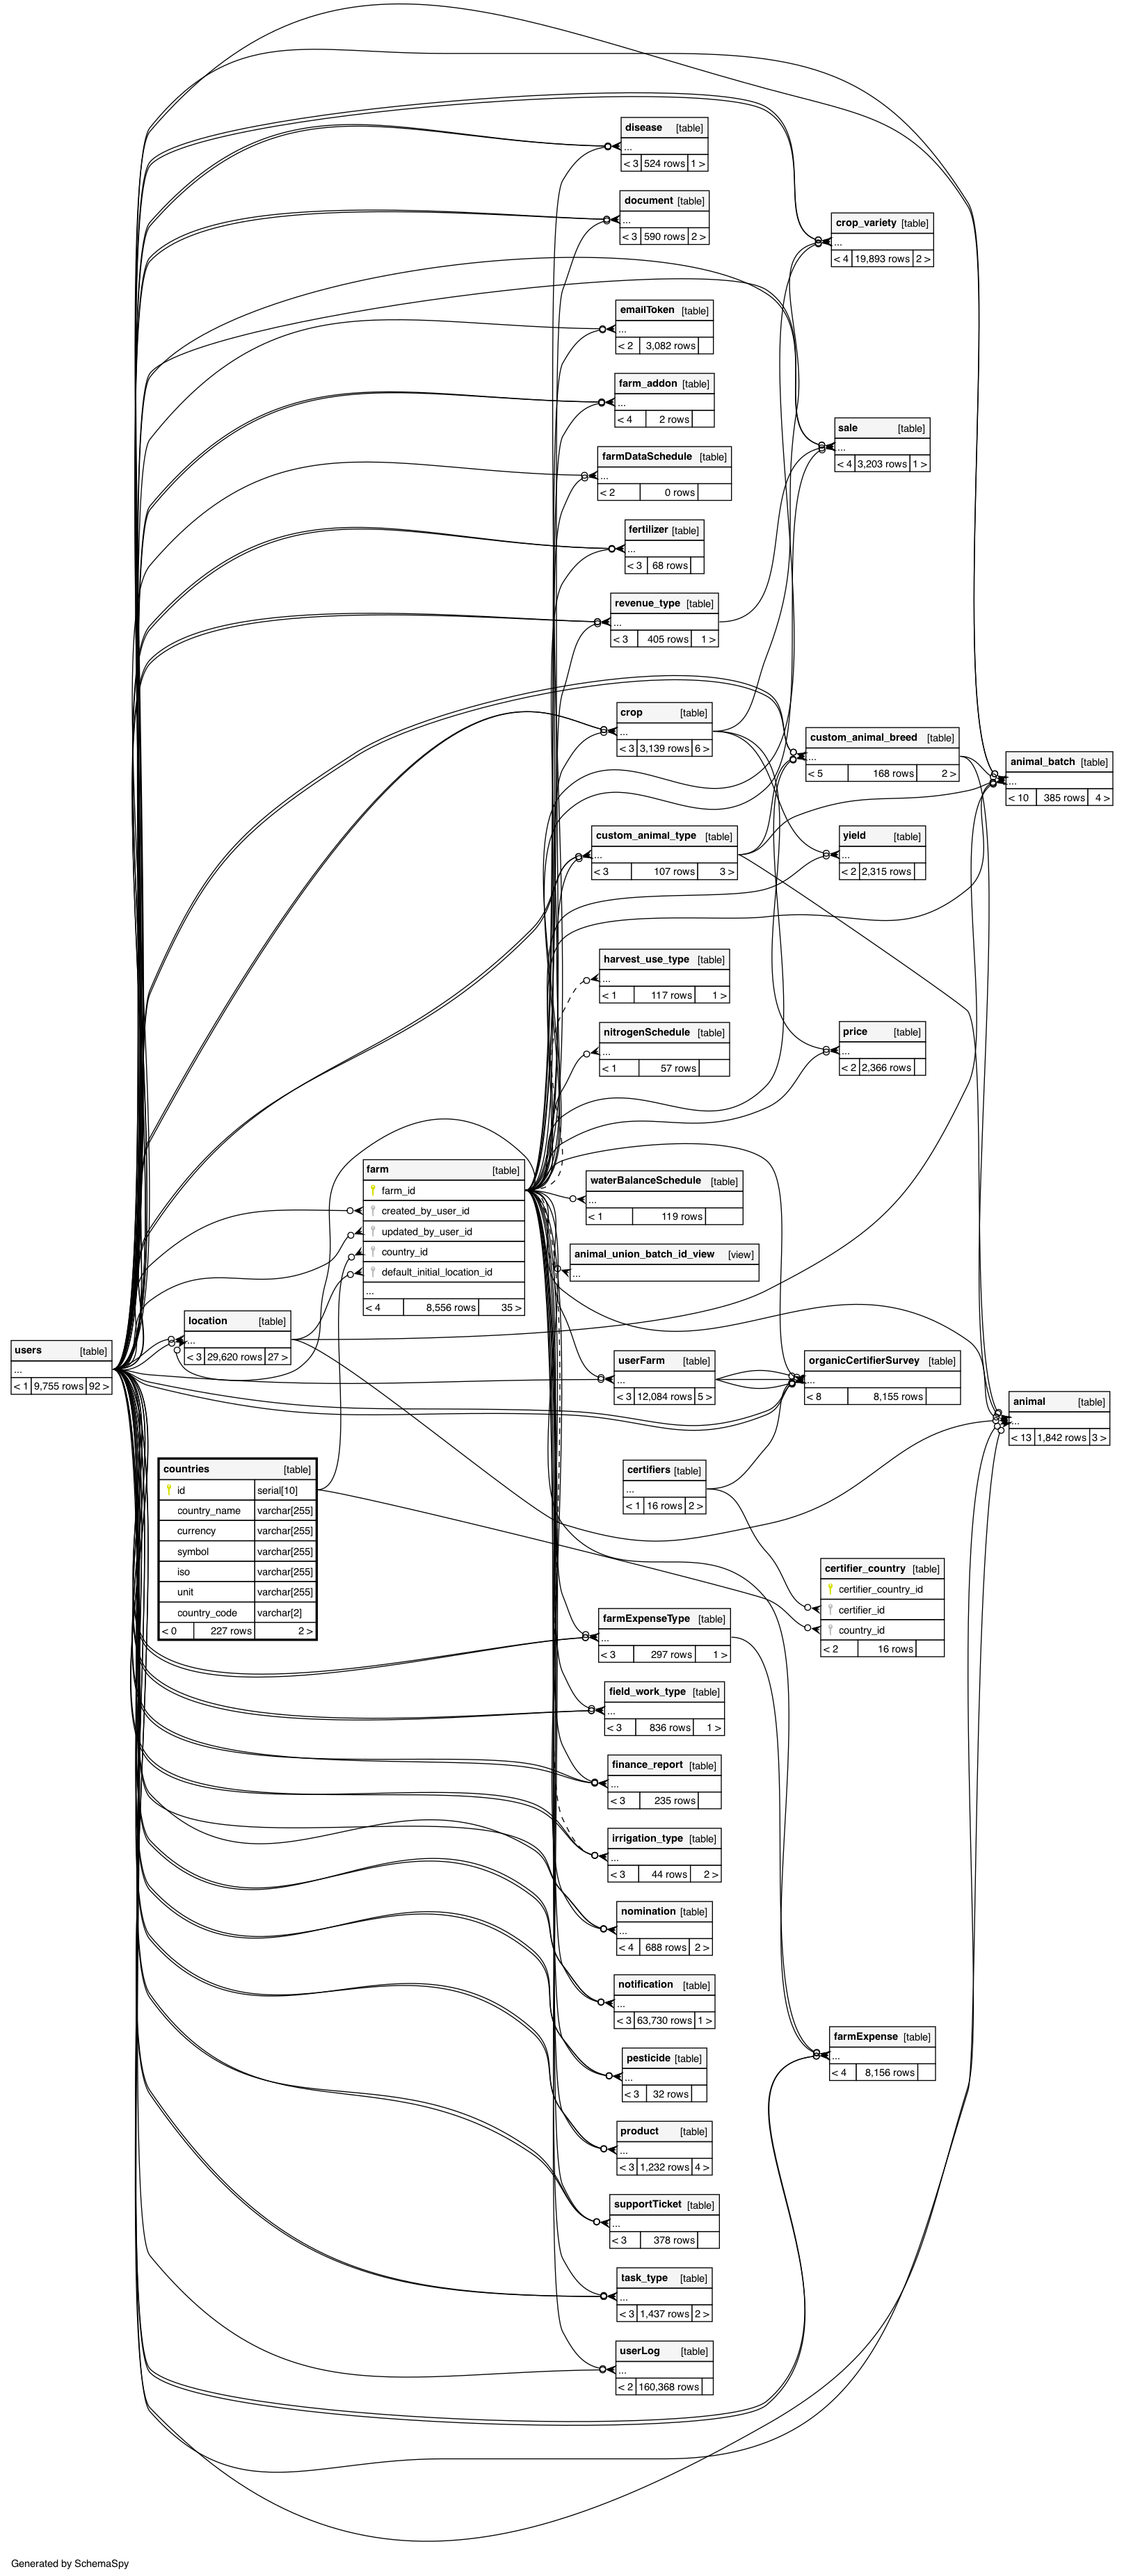 disease [table]
...
< 3 524 rows 1 >
document [table]
...
< 3 590 rows 2 >
crop_variety [table]
...
< 4 19,893 rows 2 >
emailToken [table]
...
< 2 3,082 rows
farm_addon [table]
...
< 4 2 rows
sale [table]
...
< 4 3,203 rows 1 >
farmDataSchedule [table]
...
< 2 0 rows
fertilizer [table]
...
< 3 68 rows
revenue_type [table]
...
< 3 405 rows 1 >
crop [table]
...
< 3 3,139 rows 6 >
custom_animal_breed [table]
...
< 5 168 rows 2 >
animal_batch [table]
...
< 10 385 rows 4 >
custom_animal_type [table]
...
< 3 107 rows 3 >
yield [table]
...
< 2 2,315 rows
harvest_use_type [table]
...
< 1 117 rows 1 >
nitrogenSchedule [table]
...
< 1 57 rows
price [table]
...
< 2 2,366 rows
farm [table]
farm_id
created_by_user_id
updated_by_user_id
country_id
default_initial_location_id
...
< 4 8,556 rows 35 >
waterBalanceSchedule [table]
...
< 1 119 rows
animal_union_batch_id_view [view]
...
location [table]
...
< 3 29,620 rows 27 >
users [table]
...
< 1 9,755 rows 92 >
userFarm [table]
...
< 3 12,084 rows 5 >
organicCertifierSurvey [table]
...
< 8 8,155 rows
animal [table]
...
< 13 1,842 rows 3 >
countries [table]
id serial[10]
country_name varchar[255]
currency varchar[255]
symbol varchar[255]
iso varchar[255]
unit varchar[255]
country_code varchar[2]
< 0 227 rows 2 >
certifiers [table]
...
< 1 16 rows 2 >
certifier_country [table]
certifier_country_id
certifier_id
country_id
< 2 16 rows
farmExpenseType [table]
...
< 3 297 rows 1 >
field_work_type [table]
...
< 3 836 rows 1 >
finance_report [table]
...
< 3 235 rows
irrigation_type [table]
...
< 3 44 rows 2 >
nomination [table]
...
< 4 688 rows 2 >
notification [table]
...
< 3 63,730 rows 1 >
farmExpense [table]
...
< 4 8,156 rows
pesticide [table]
...
< 3 32 rows
product [table]
...
< 3 1,232 rows 4 >
supportTicket [table]
...
< 3 378 rows
task_type [table]
...
< 3 1,437 rows 2 >
userLog [table]
...
< 2 160,368 rows
Generated by SchemaSpy